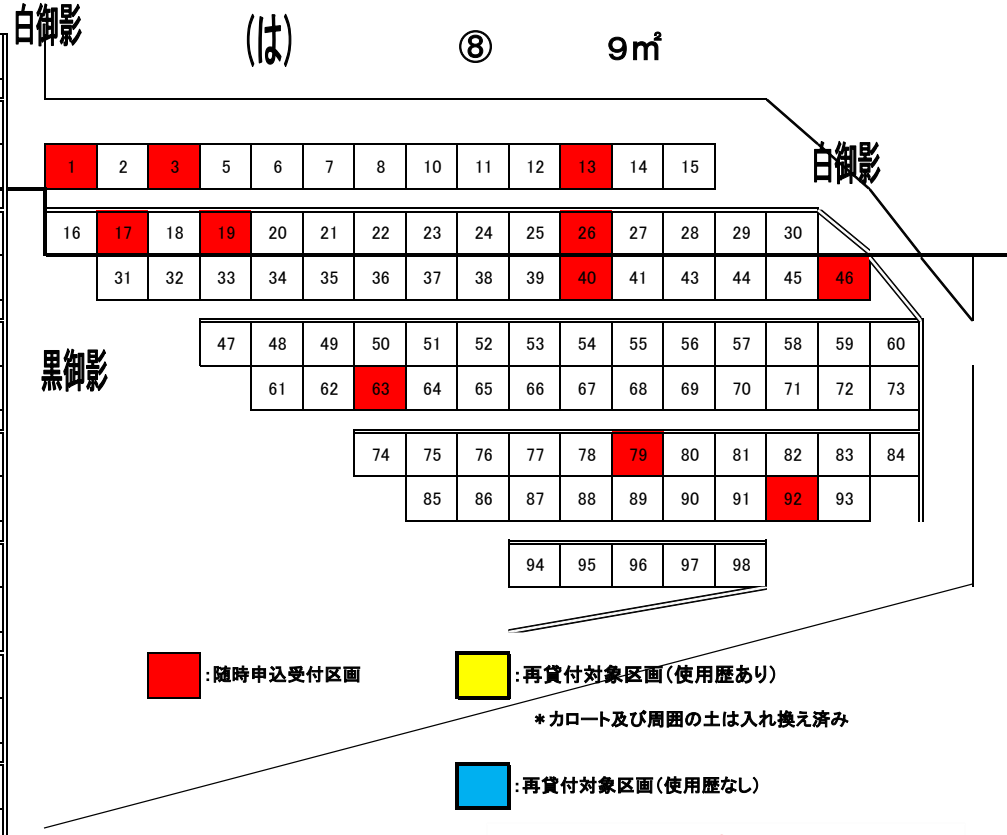 白御影
(は) ⑧ 9㎡
1 2 3 5 6 7 8 10 11 12 13 14 15
白御影
16 17 18 19 20 21 22 23 24 25 26 27 28 29 30
31 32 33 34 35 36 37 38 39 40 41 43 44 45 46
47 48 49 50 51 52 53 54 55 56 57 58 59 60
黒御影
61 62 63 64 65 66 67 68 69 70 71 72 73
74 75 76 77 78 79 80 81 82 83 84
85 86 87 88 89 90 91 92 93
94 95 96 97 98
:随時申込受付区画
:再貸付対象区画(使用歴あり)
*カロート及び周囲の土は入れ換え済み
:再貸付対象区画(使用歴なし)